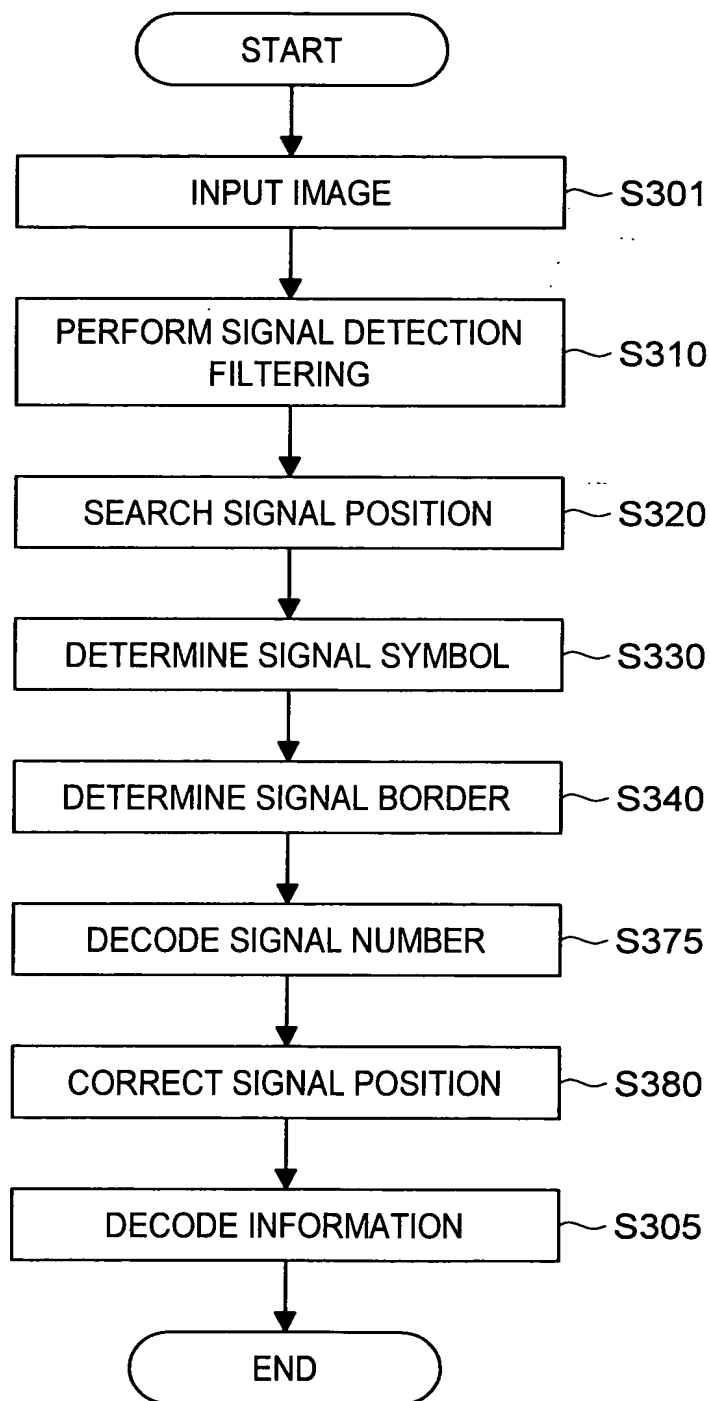 START
INPUT IMAGE S301
PERFORM SIGNAL DETECTION
FILTERING S310
SEARCH SIGNAL POSITION S320
DETERMINE SIGNAL SYMBOL S330
DETERMINE SIGNAL BORDER S340
DECODE SIGNAL NUMBER S375
CORRECT SIGNAL POSITION S380
DECODE INFORMATION S305
END